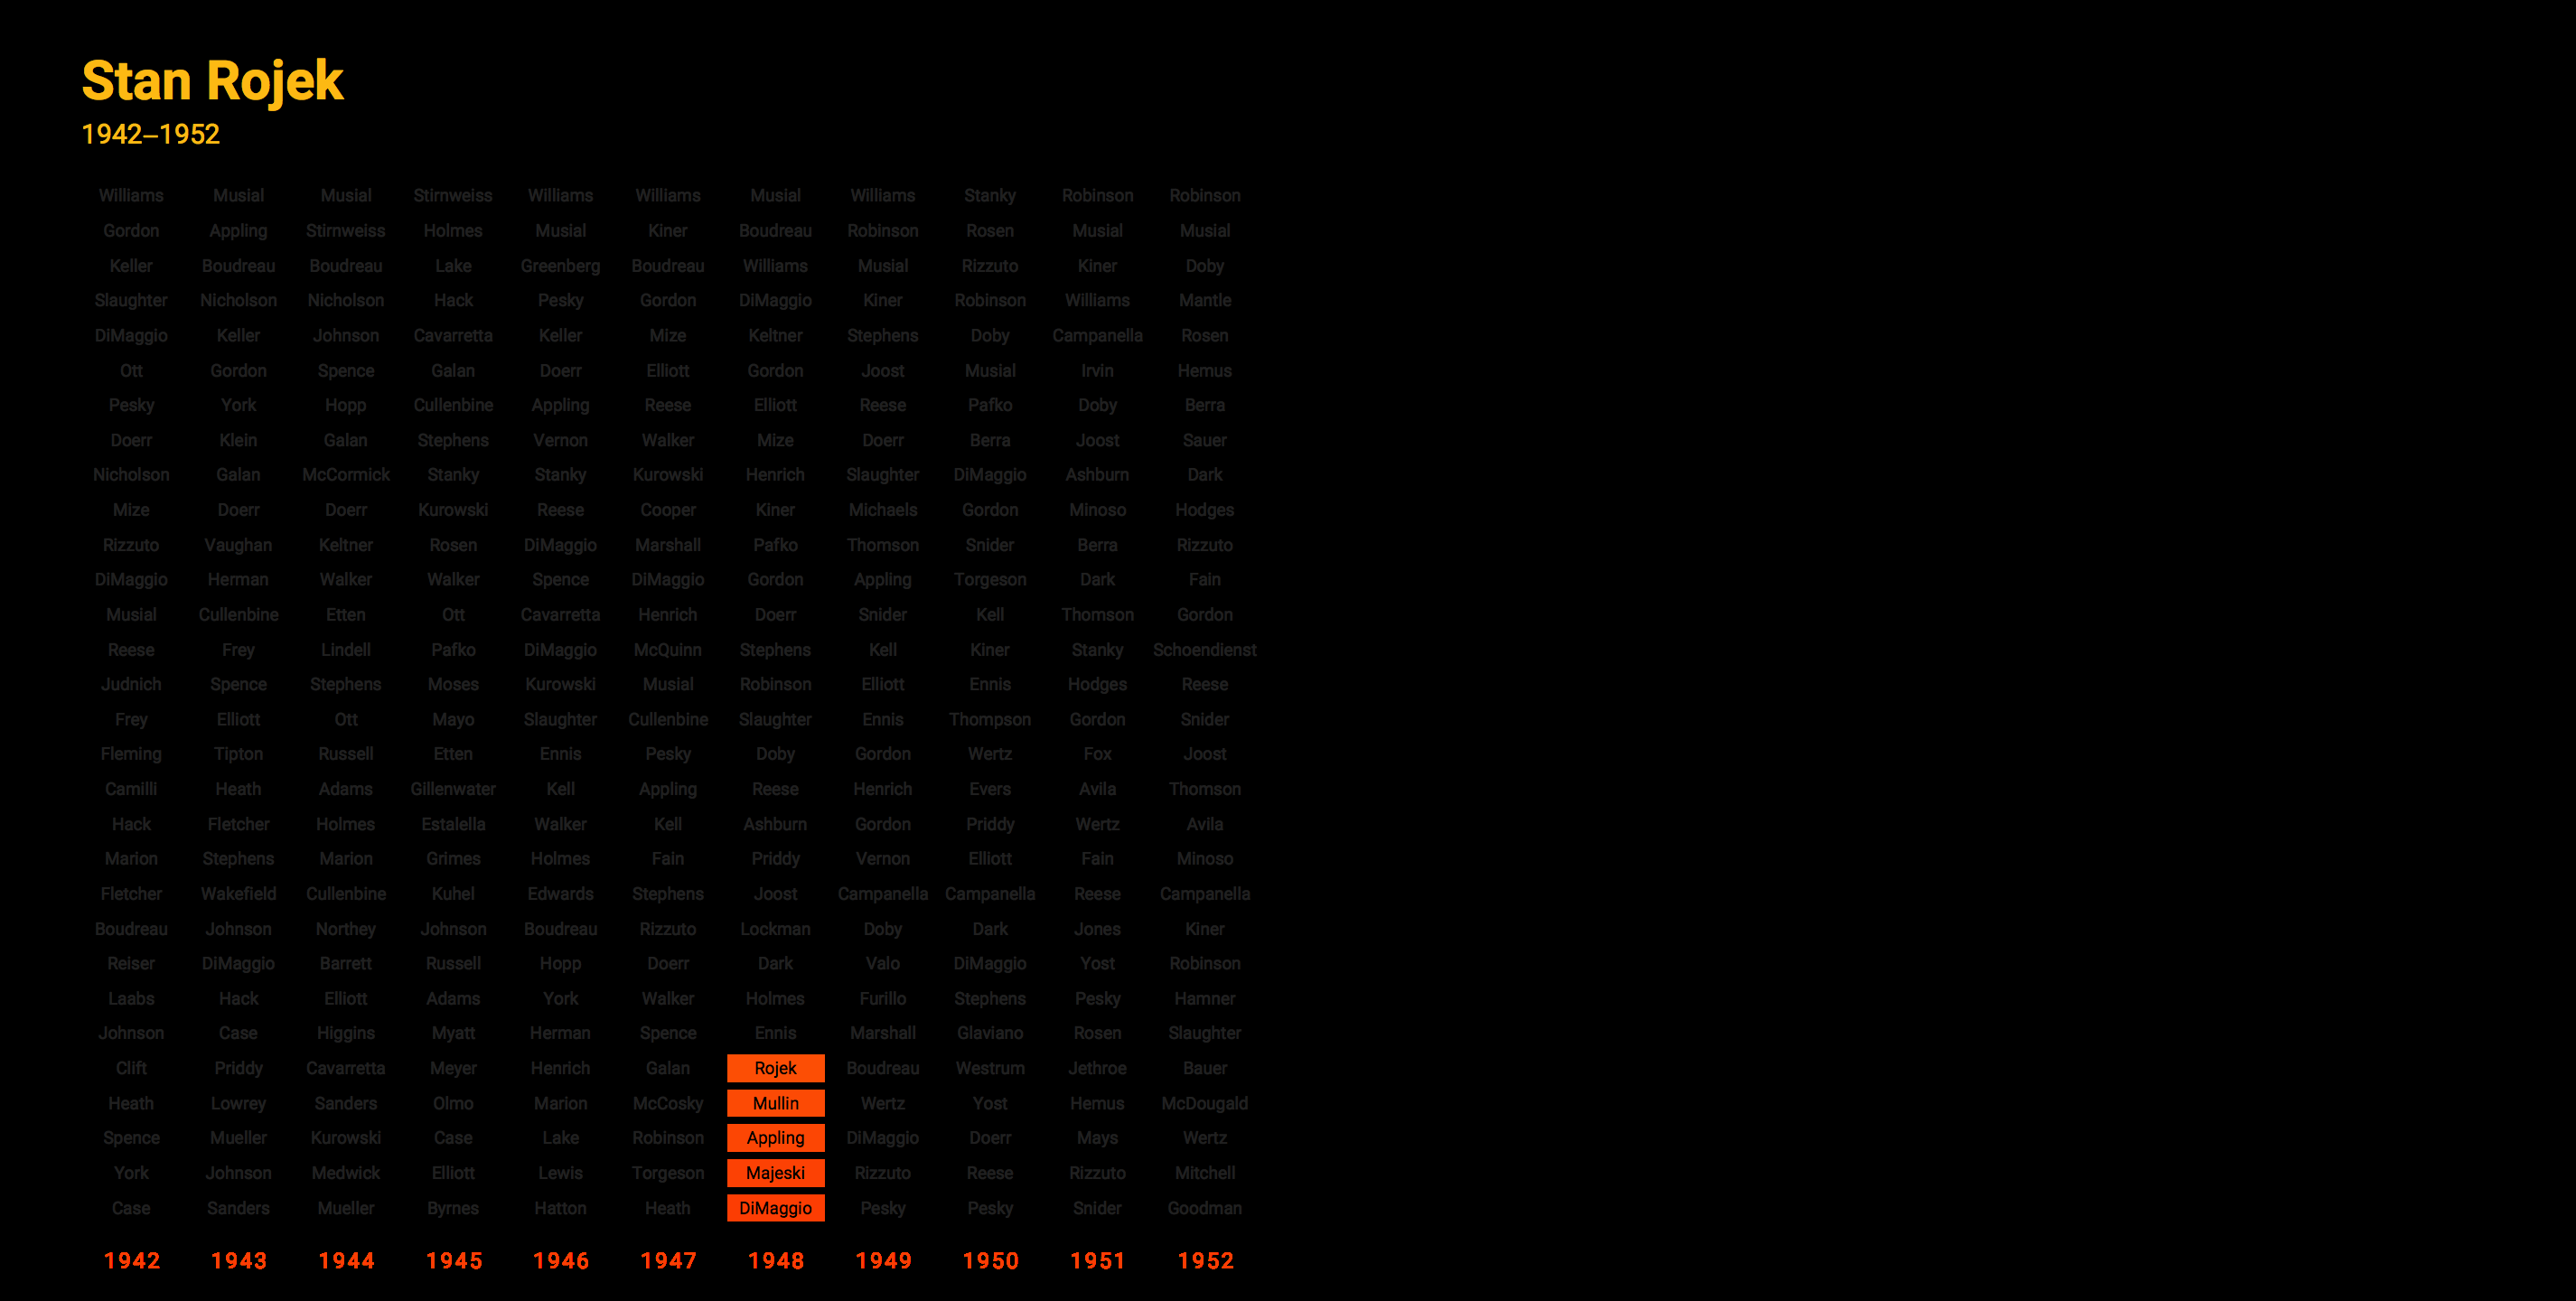 Stan Rojek
1942–1952
Williams Musial Musial Stirnweiss Williams Williams Musial Williams Stanky Robinson Robinson
Gordon Appling Stirnweiss Holmes Musial Kiner Boudreau Robinson Rosen Musial Musial
Keller Boudreau Boudreau Lake Greenberg Boudreau Williams Musial Rizzuto Kiner Doby
Slaughter Nicholson Nicholson Hack Pesky Gordon DiMaggio Kiner Robinson Williams Mantle
DiMaggio Keller Johnson Cavarretta Keller Mize Keltner Stephens Doby Campanella Rosen
Ott Gordon Spence Galan Doerr Elliott Gordon Joost Musial Irvin Hemus
Pesky York Hopp Cullenbine Appling Reese Elliott Reese Pafko Doby Berra
Doerr Klein Galan Stephens Vernon Walker Mize Doerr Berra Joost Sauer
Nicholson Galan McCormick Stanky Stanky Kurowski Henrich Slaughter DiMaggio Ashburn Dark
Mize Doerr Doerr Kurowski Reese Cooper Kiner Michaels Gordon Minoso Hodges
Rizzuto Vaughan Keltner Rosen DiMaggio Marshall Pafko Thomson Snider Berra Rizzuto
DiMaggio Herman Walker Walker Spence DiMaggio Gordon Appling Torgeson Dark Fain
Musial Cullenbine Etten Ott Cavarretta Henrich Doerr Snider Kell Thomson Gordon
Reese Frey Lindell Pafko DiMaggio McQuinn Stephens Kell Kiner Stanky Schoendienst
Judnich Spence Stephens Moses Kurowski Musial Robinson Elliott Ennis Hodges Reese
Frey Elliott Ott Mayo Slaughter Cullenbine Slaughter Ennis Thompson Gordon Snider
Fleming Tipton Russell Etten Ennis Pesky Doby Gordon Wertz Fox Joost
Camilli Heath Adams Gillenwater Kell Appling Reese Henrich Evers Avila Thomson
Hack Fletcher Holmes Estalella Walker Kell Ashburn Gordon Priddy Wertz Avila
Marion Stephens Marion Grimes Holmes Fain Priddy Vernon Elliott Fain Minoso
Fletcher Wakefield Cullenbine Kuhel Edwards Stephens Joost Campanella Campanella Reese Campanella
Boudreau Johnson Northey Johnson Boudreau Rizzuto Lockman Doby Dark Jones Kiner
Reiser DiMaggio Barrett Russell Hopp Doerr Dark Valo DiMaggio Yost Robinson
Laabs Hack Elliott Adams York Walker Holmes Furillo Stephens Pesky Hamner
Johnson Case Higgins Myatt Herman Spence Ennis Marshall Glaviano Rosen Slaughter
Clift Priddy Cavarretta Meyer Henrich Galan Rojek Boudreau Westrum Jethroe Bauer
Heath Lowrey Sanders Olmo Marion McCosky Mullin Wertz Yost Hemus McDougald
Spence Mueller Kurowski Case Lake Robinson Appling DiMaggio Doerr Mays Wertz
York Johnson Medwick Elliott Lewis Torgeson Majeski Rizzuto Reese Rizzuto Mitchell
Case Sanders Mueller Byrnes Hatton Heath DiMaggio Pesky Pesky Snider Goodman
1942 1943 1944 1945 1946 1947 1948 1949 1950 1951 1952